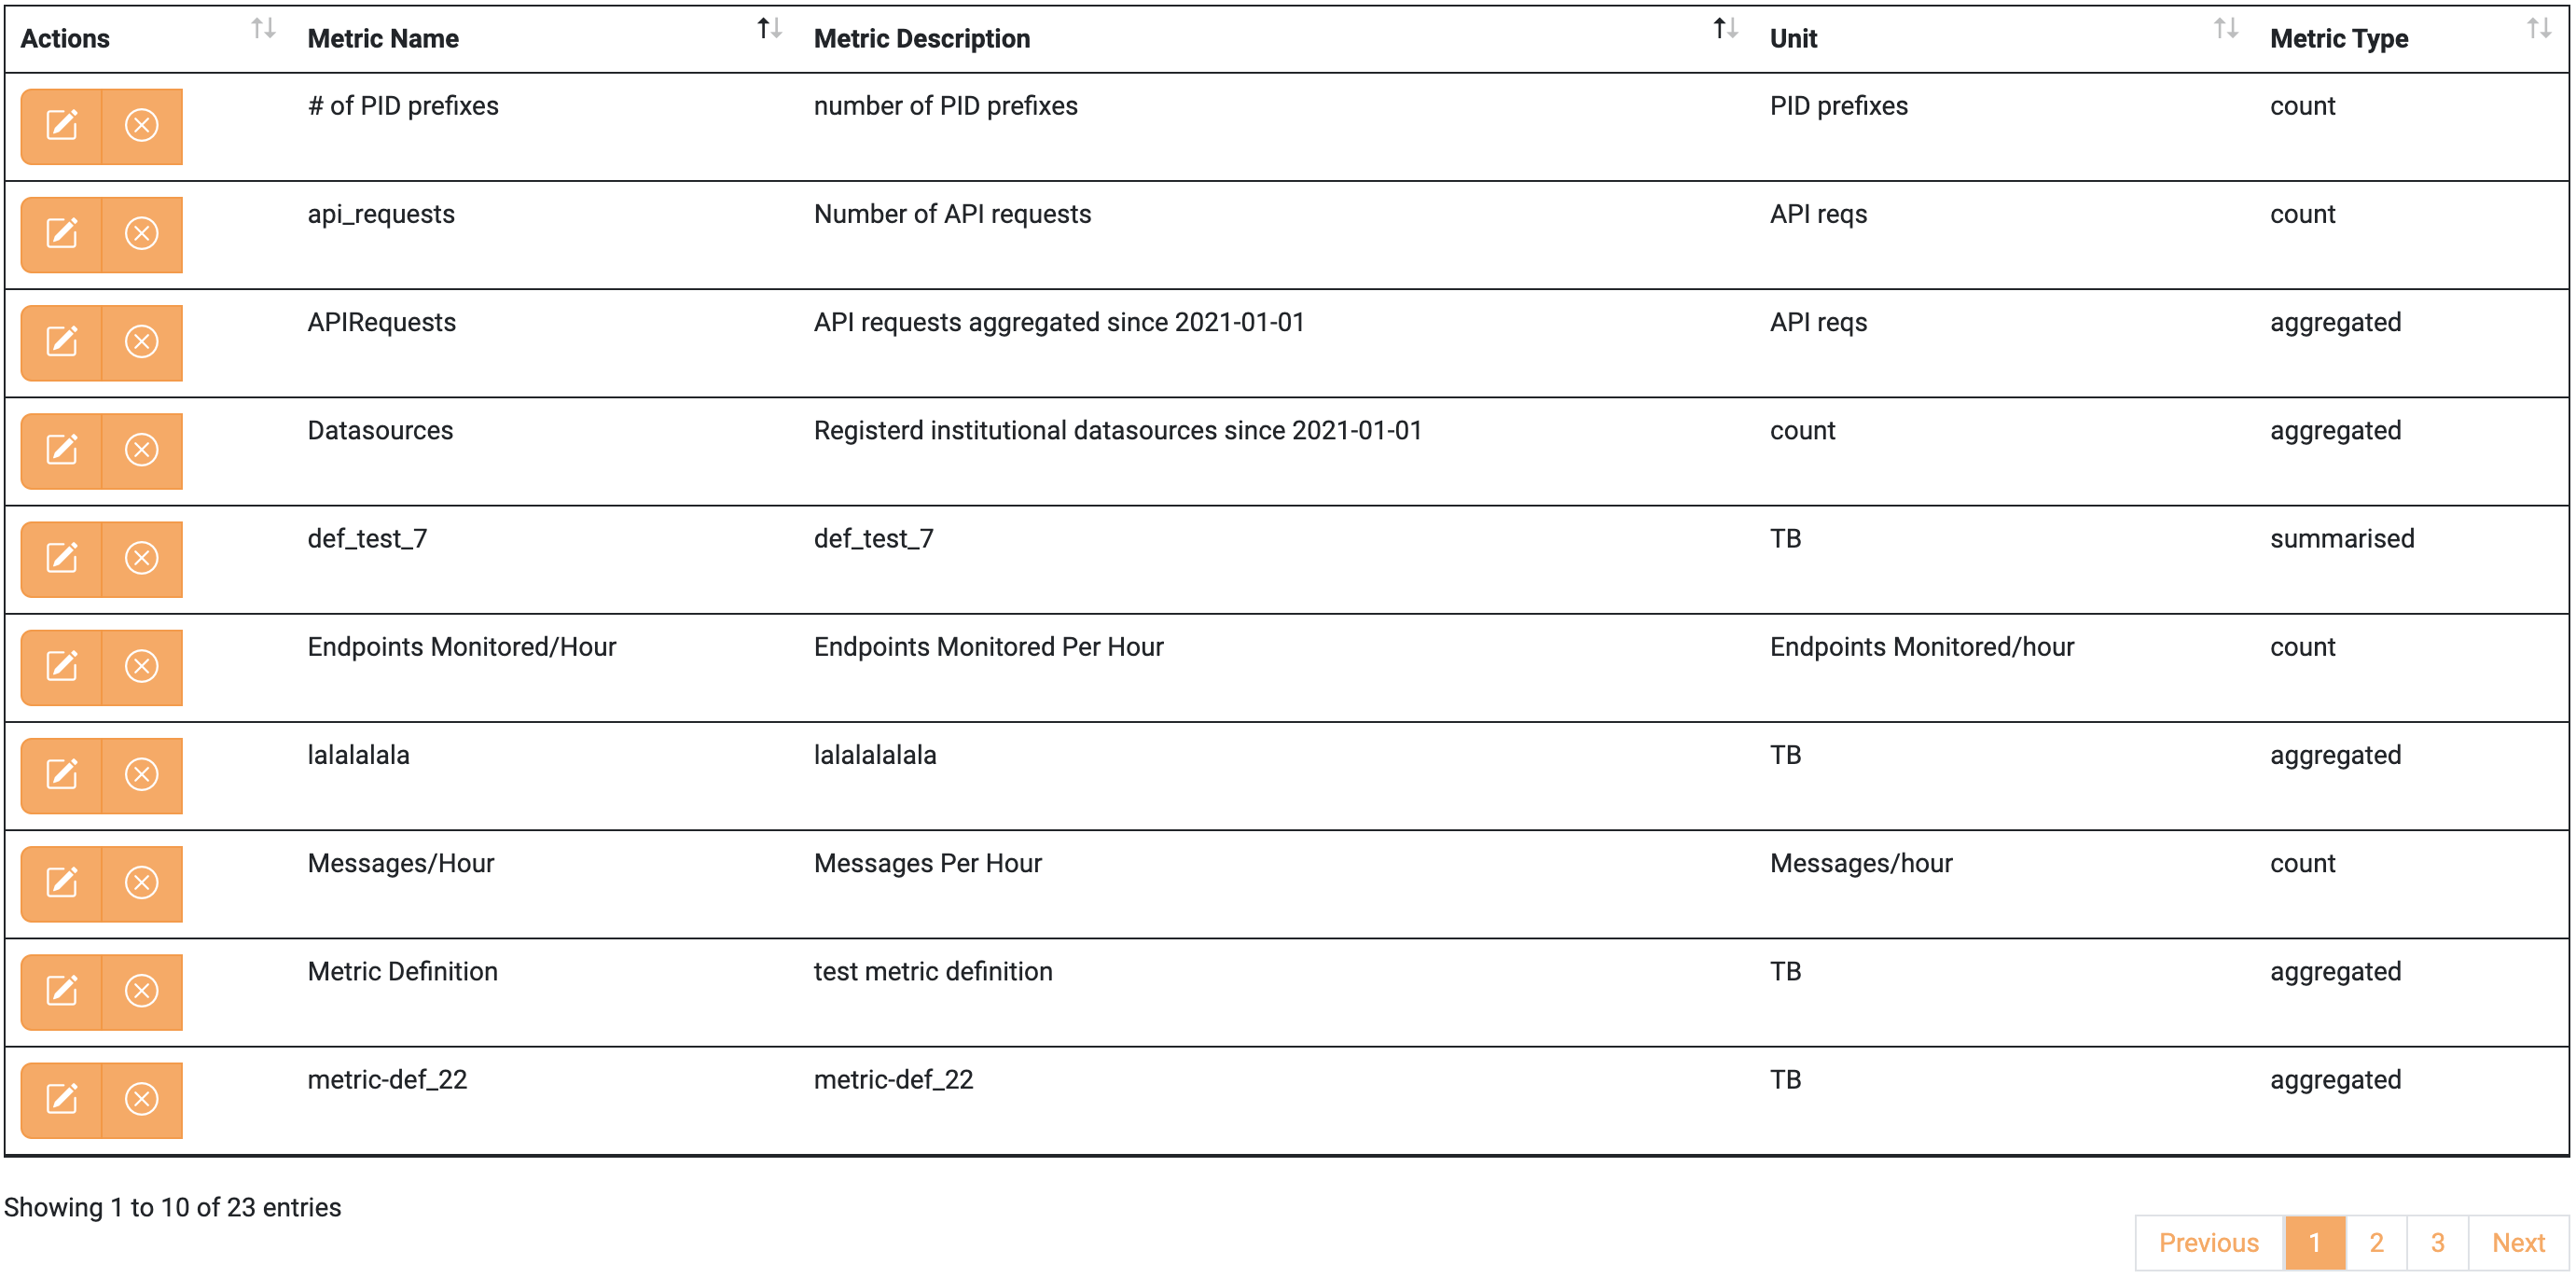 Actions Metric Name Metric Description Unit Metric Type
# of PID prefixes number of PID prefixes PID prefixes count
api_requests Number of API requests API reqs count
APIRequests API requests aggregated since 2021-01-01 API reqs aggregated
Datasources Registerd institutional datasources since 2021-01-01 count aggregated
def_test_7 def_test_7 TB summarised
Endpoints Monitored/Hour Endpoints Monitored Per Hour Endpoints Monitored/hour count
lalalalala lalalalalala TB aggregated
Messages/Hour Messages Per Hour Messages/hour count
Metric Definition test metric definition TB aggregated
metric-def_22 metric-def_22 TB aggregated
Showing 1 to 10 of 23 entries
Previous 1 2 3 Next